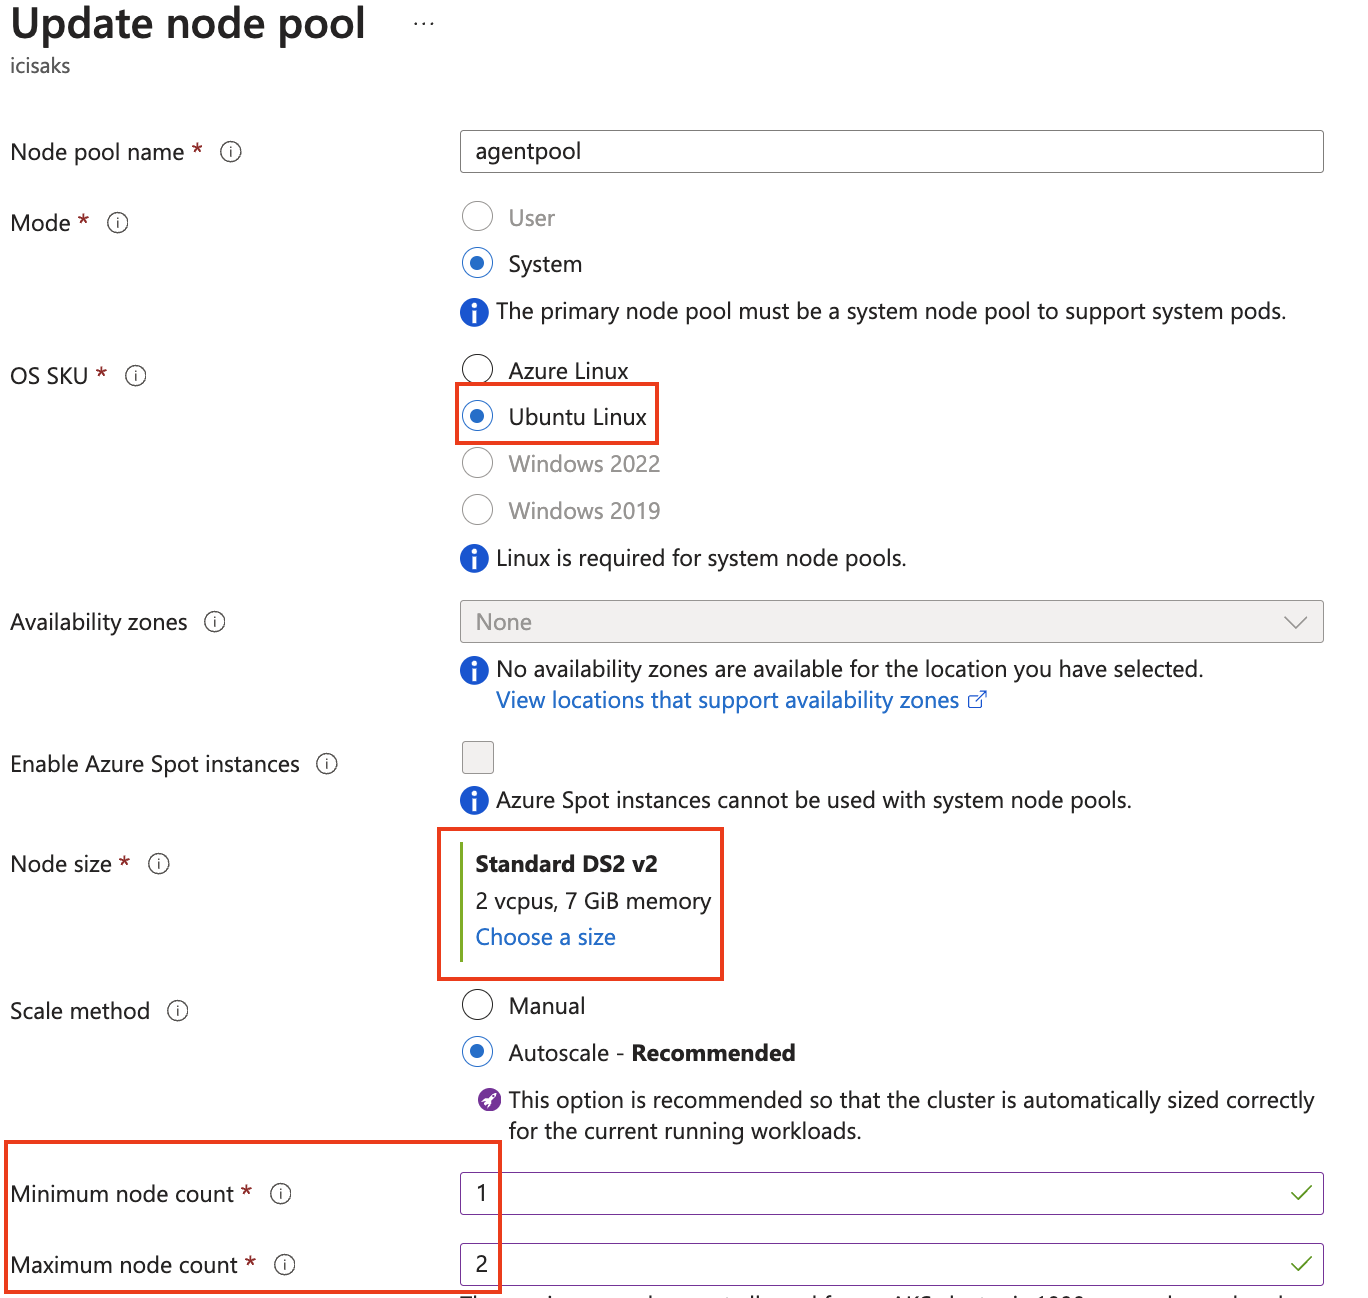 Update node pool ...
icisaks
Node pool name *
agentpool
Mode *
User
System
The primary node pool must be a system node pool to support system pods.
OS SKU *
Azure Linux
Ubuntu Linux
Windows 2022
Windows 2019
Linux is required for system node pools.
Availability zones
None
No availability zones are available for the location you have selected.
View locations that support availability zones
Enable Azure Spot instances
Azure Spot instances cannot be used with system node pools.
Node size *
Standard DS2 v2
2 vcpus, 7 GiB memory
Choose a size
Scale method
Manual
Autoscale - Recommended
This option is recommended so that the cluster is automatically sized correctly
for the current running workloads.
Minimum node count *
1
Maximum node count *
2